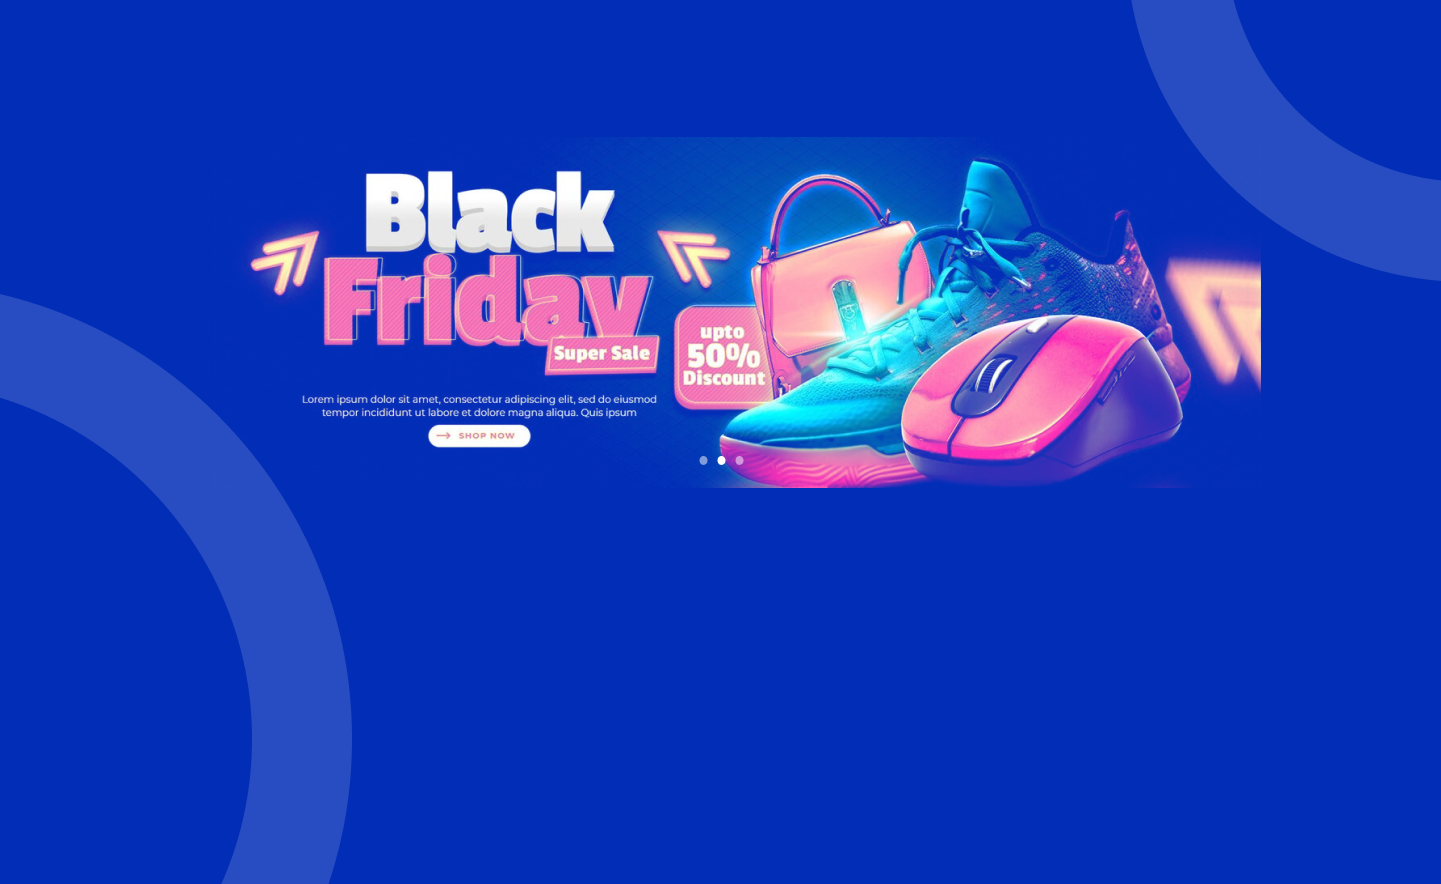 Black
Friday
Super Sale
upto
50%
Discount
Lorem ipsum dolor sit amet, consectetur adipiscing elit, sed do eiusmod
tempor incididunt ut labore et dolore magna aliqua. Quis ipsum
SHOP NOW